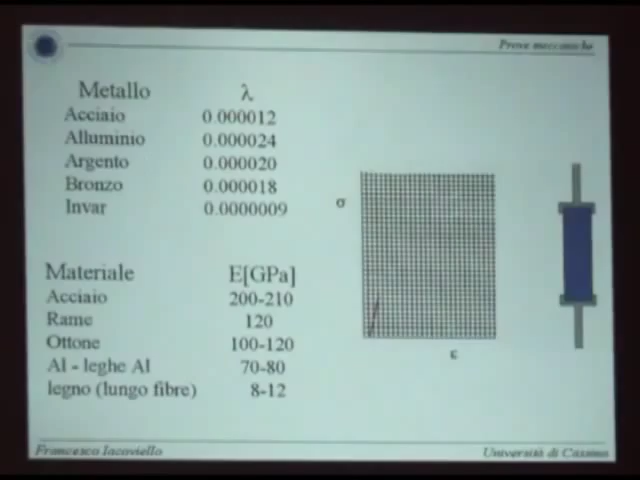 Prove meccaniche
Metallo λ
Acciaio 0.000012
Alluminio 0.000024
Argento 0.000020
Bronzo 0.000018
Invar 0.0000009
σ
ε
Materiale E[GPa]
Acciaio 200-210
Rame 120
Ottone 100-120
Al - leghe Al 70-80
legno (lungo fibre) 8-12
Francesco Iacoviello Università di Cassino